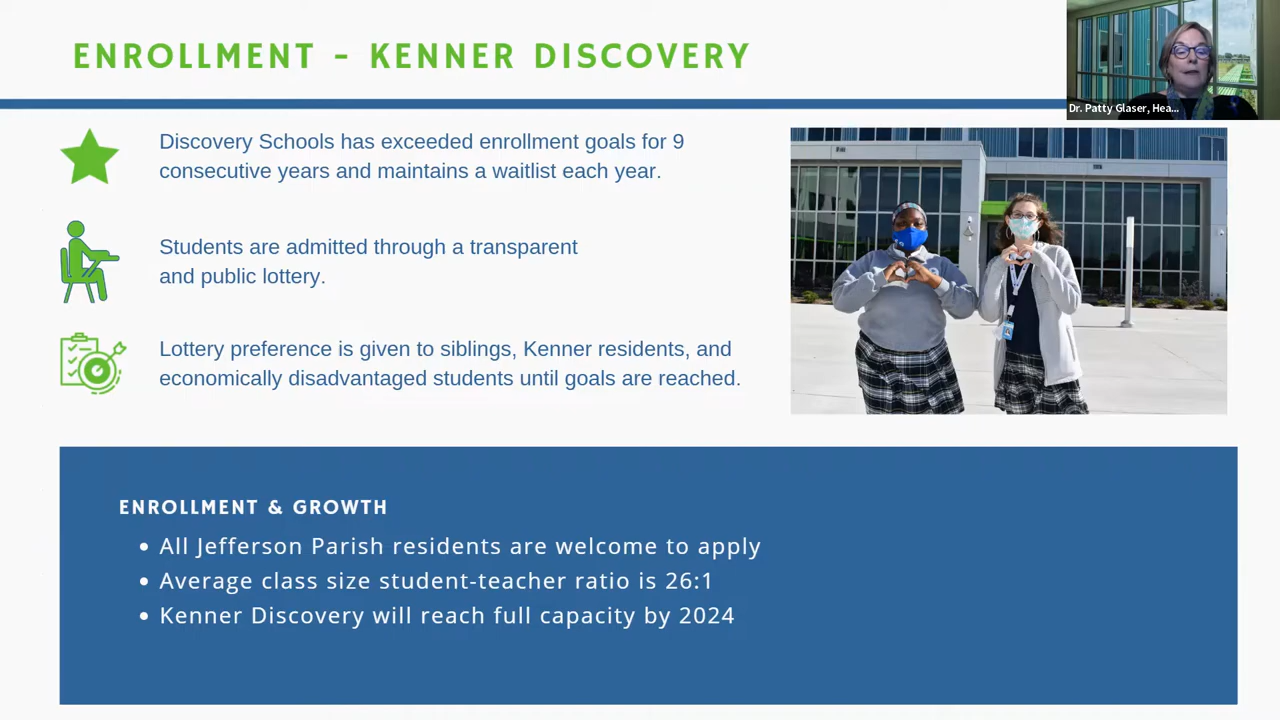 ENROLLMENT - KENNER DISCOVERY
Dr. Patty Glaser, Hea...
Discovery Schools has exceeded enrollment goals for 9
consecutive years and maintains a waitlist each year.
Students are admitted through a transparent
and public lottery.
Lottery preference is given to siblings, Kenner residents, and
economically disadvantaged students until goals are reached.
ENROLLMENT & GROWTH
• All Jefferson Parish residents are welcome to apply
• Average class size student-teacher ratio is 26:1
• Kenner Discovery will reach full capacity by 2024